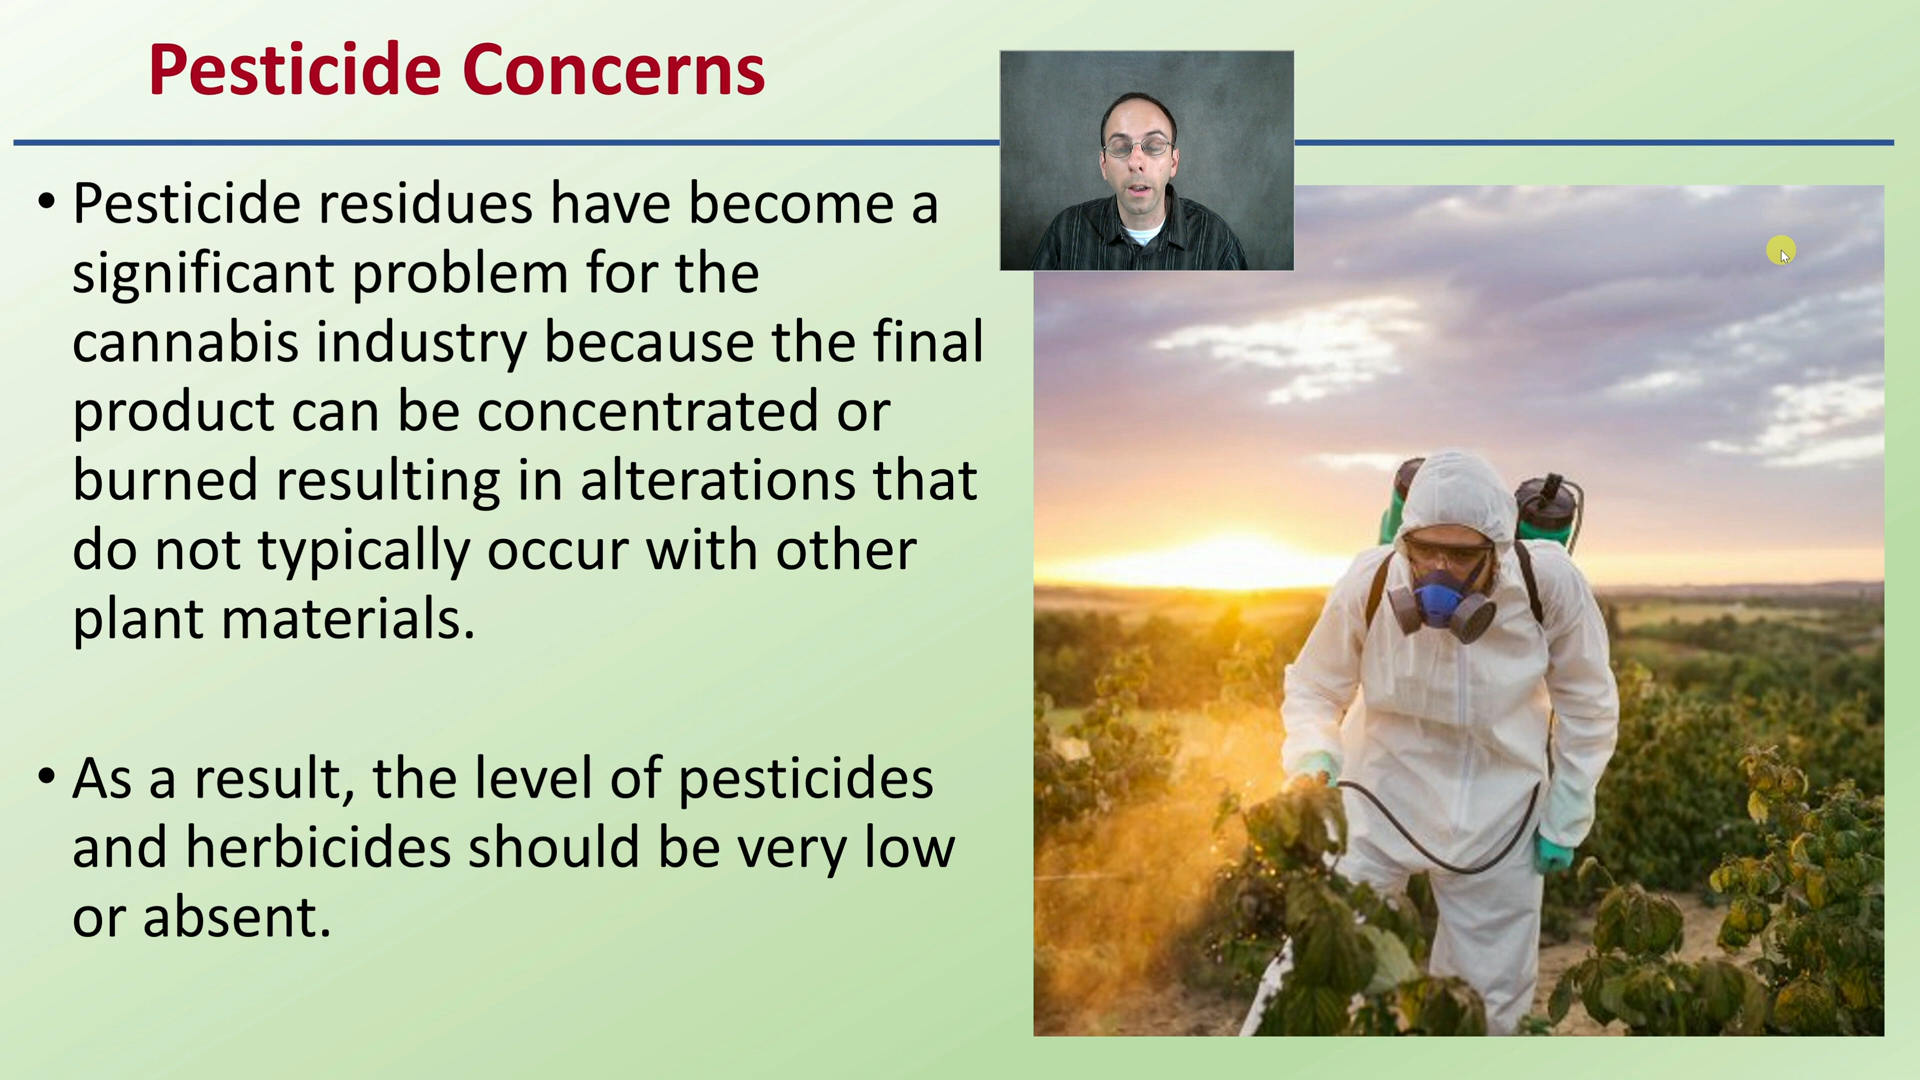 Pesticide Concerns
• Pesticide residues have become a
significant problem for the
cannabis industry because the final
product can be concentrated or
burned resulting in alterations that
do not typically occur with other
plant materials.
• As a result, the level of pesticides
and herbicides should be very low
or absent.